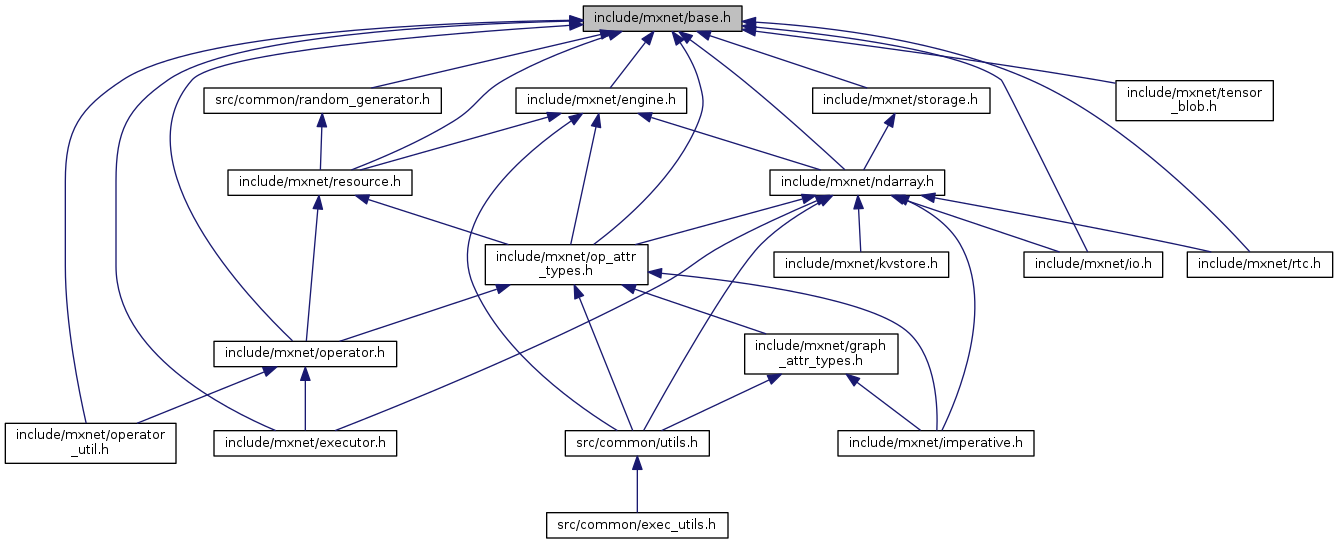 include/mxnet/base.h
src/common/random_generator.h
include/mxnet/engine.h
include/mxnet/storage.h
include/mxnet/tensor
_blob.h
include/mxnet/resource.h
include/mxnet/ndarray.h
include/mxnet/op_attr
_types.h
include/mxnet/kvstore.h
include/mxnet/io.h
include/mxnet/rtc.h
include/mxnet/operator.h
include/mxnet/graph
_attr_types.h
include/mxnet/operator
_util.h
include/mxnet/executor.h
src/common/utils.h
include/mxnet/imperative.h
src/common/exec_utils.h